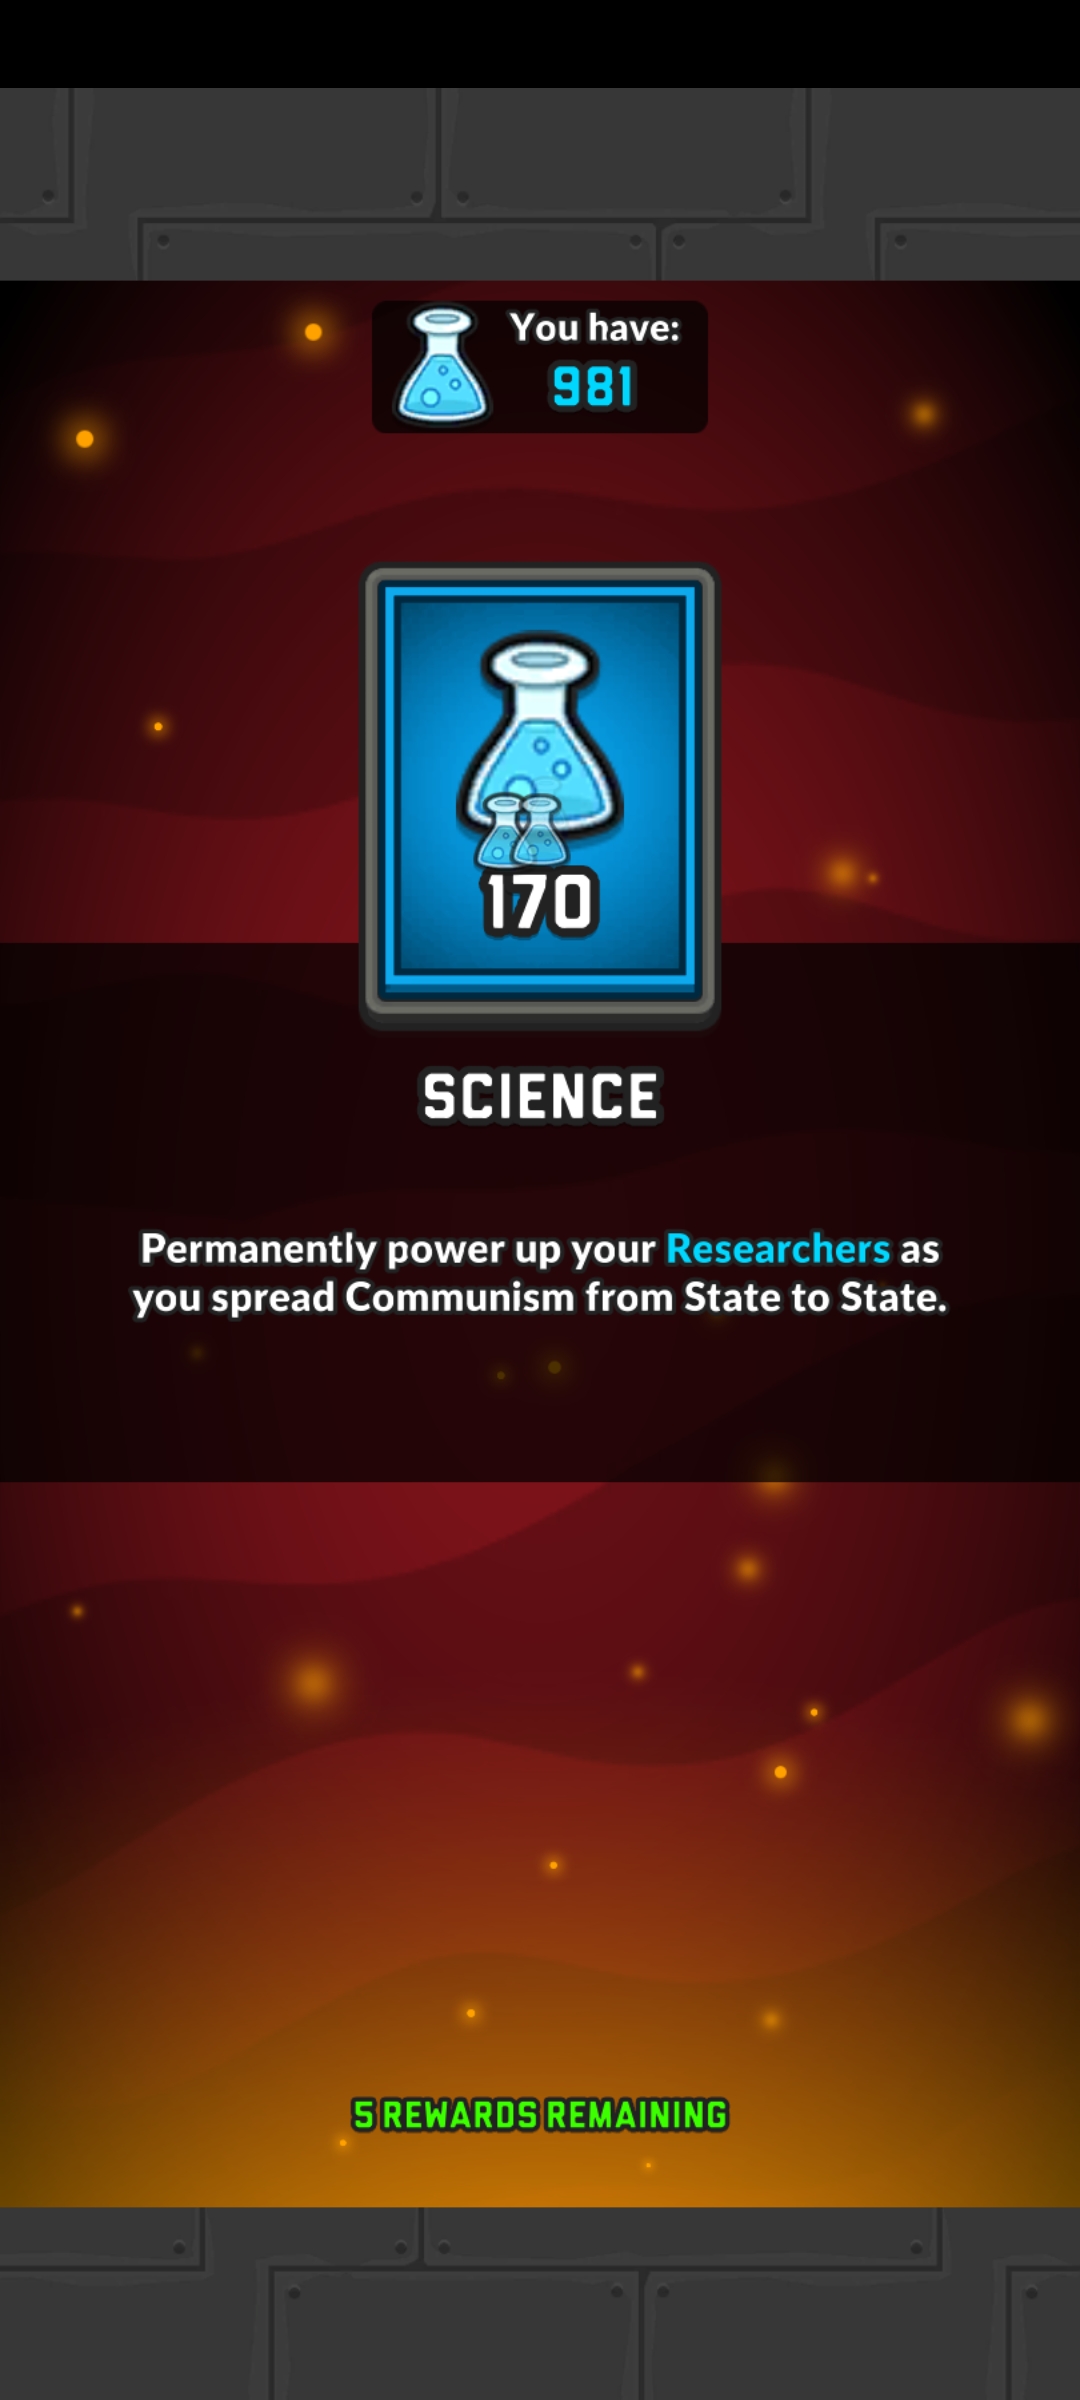 You have:
981
170
SCIENCE
Permanently power up your Researchers as
you spread Communism from State to State.
5 REWARDS REMAINING